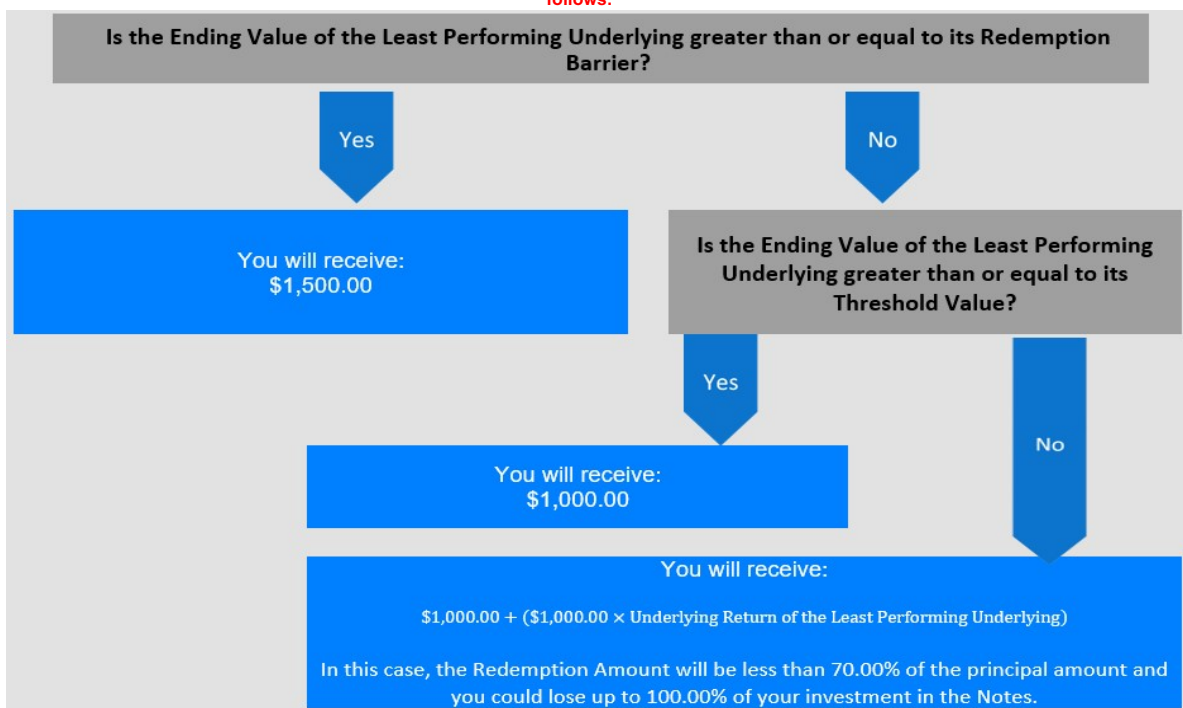 follows:
Is the Ending Value of the Least Performing Underlying greater than or equal to its Redemption
Barrier?
Yes
No
You will receive:
$1,500.00
Is the Ending Value of the Least Performing
Underlying greater than or equal to its
Threshold Value?
Yes
No
You will receive:
$1,000.00
You will receive:
$1,000.00 + ($1,000.00 × Underlying Return of the Least Performing Underlying)
In this case, the Redemption Amount will be less than 70.00% of the principal amount and
you could lose up to 100.00% of your investment in the Notes.